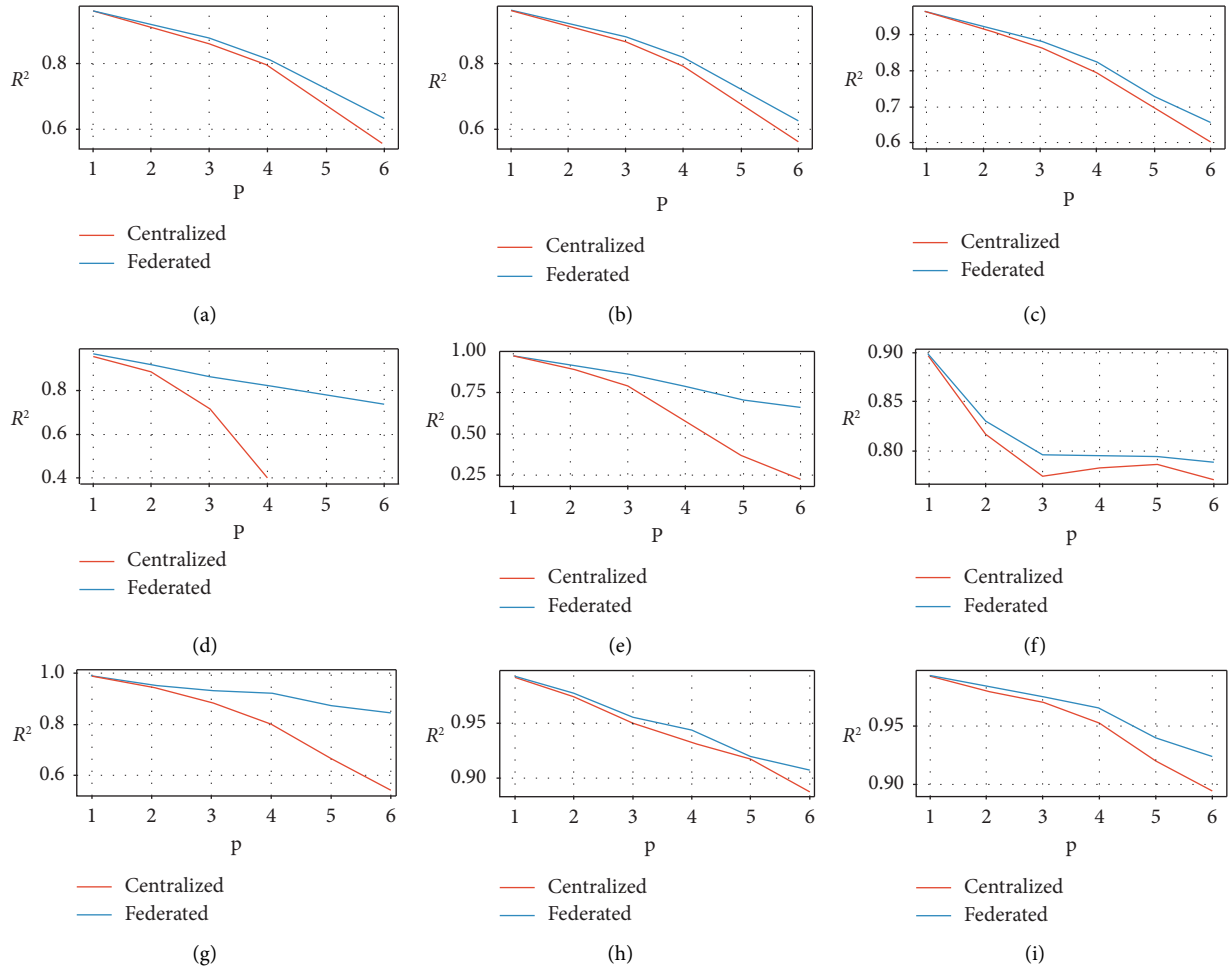 0.8
R²
0.6
1 2 3 4 5 6
P
Centralized
Federated
(a)
0.8
R²
0.6
1 2 3 4 5 6
P
Centralized
Federated
(b)
0.9
0.8
R²
0.7
0.6
1 2 3 4 5 6
P
Centralized
Federated
(c)
0.8
R²
0.6
0.4
1 2 3 4 5 6
P
Centralized
Federated
(d)
1.00
0.75
R²
0.50
0.25
1 2 3 4 5 6
P
Centralized
Federated
(e)
0.90
0.85
R²
0.80
1 2 3 4 5 6
p
Centralized
Federated
(f)
1.0
0.8
R²
0.6
1 2 3 4 5 6
p
Centralized
Federated
(g)
0.95
R²
0.90
1 2 3 4 5 6
p
Centralized
Federated
(h)
0.95
R²
0.90
1 2 3 4 5 6
p
Centralized
Federated
(i)